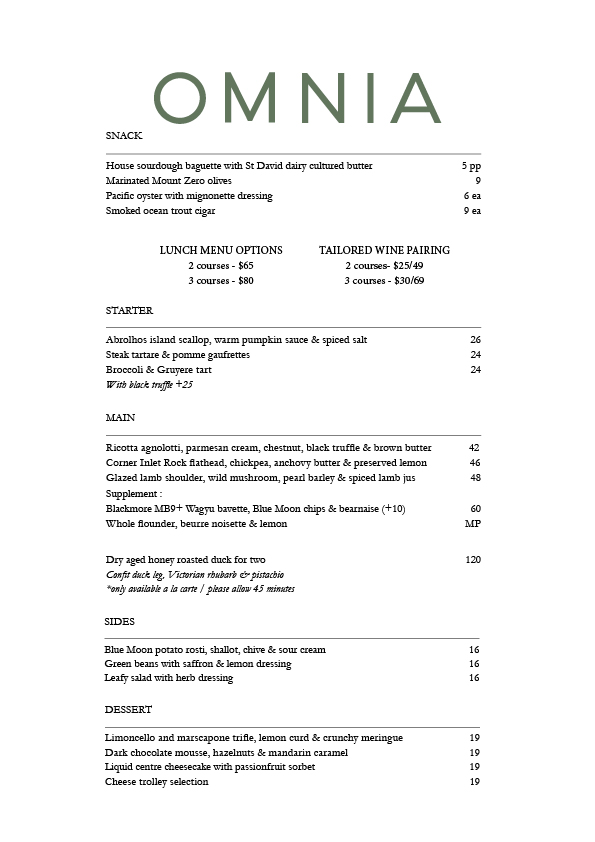 OMNIA
SNACK
House sourdough baguette with St David dairy cultured butter 5 pp
Marinated Mount Zero olives 9
Pacific oyster with mignonette dressing 6 ea
Smoked ocean trout cigar 9 ea
LUNCH MENU OPTIONS TAILORED WINE PAIRING
2 courses - $65 2 courses- $25/49
3 courses - $80 3 courses - $30/69
STARTER
Abrolhos island scallop, warm pumpkin sauce & spiced salt 26
Steak tartare & pomme gaufrettes 24
Broccoli & Gruyere tart 24
With black truffle +25
MAIN
Ricotta agnolotti, parmesan cream, chestnut, black truffle & brown butter 42
Corner Inlet Rock flathead, chickpea, anchovy butter & preserved lemon 46
Glazed lamb shoulder, wild mushroom, pearl barley & spiced lamb jus 48
Supplement :
Blackmore MB9+ Wagyu bavette, Blue Moon chips & bearnaise (+10) 60
Whole flounder, beurre noisette & lemon MP
Dry aged honey roasted duck for two 120
Confit duck leg, Victorian rhubarb & pistachio
*only available a la carte / please allow 45 minutes
SIDES
Blue Moon potato rosti, shallot, chive & sour cream 16
Green beans with saffron & lemon dressing 16
Leafy salad with herb dressing 16
DESSERT
Limoncello and marscapone trifle, lemon curd & crunchy meringue 19
Dark chocolate mousse, hazelnuts & mandarin caramel 19
Liquid centre cheesecake with passionfruit sorbet 19
Cheese trolley selection 19